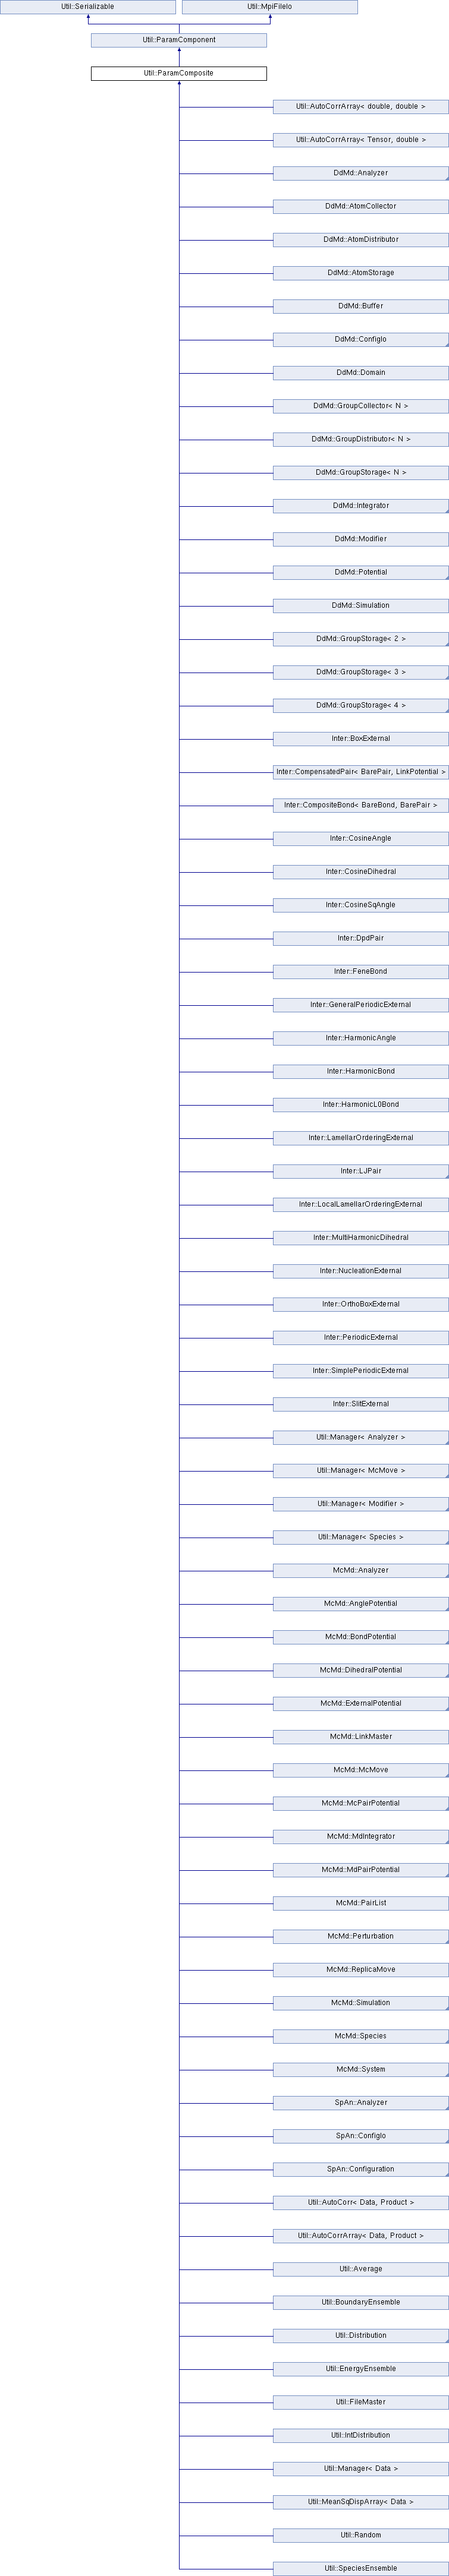 Util::Serializable
Util::MpiFileIo
Util::ParamComponent
Util::ParamComposite
Util::AutoCorrArray< double, double >
Util::AutoCorrArray< Tensor, double >
DdMd::Analyzer
DdMd::AtomCollector
DdMd::AtomDistributor
DdMd::AtomStorage
DdMd::Buffer
DdMd::ConfigIo
DdMd::Domain
DdMd::GroupCollector< N >
DdMd::GroupDistributor< N >
DdMd::GroupStorage< N >
DdMd::Integrator
DdMd::Modifier
DdMd::Potential
DdMd::Simulation
DdMd::GroupStorage< 2 >
DdMd::GroupStorage< 3 >
DdMd::GroupStorage< 4 >
Inter::BoxExternal
Inter::CompensatedPair< BarePair, LinkPotential >
Inter::CompositeBond< BareBond, BarePair >
Inter::CosineAngle
Inter::CosineDihedral
Inter::CosineSqAngle
Inter::DpdPair
Inter::FeneBond
Inter::GeneralPeriodicExternal
Inter::HarmonicAngle
Inter::HarmonicBond
Inter::HarmonicL0Bond
Inter::LamellarOrderingExternal
Inter::LJPair
Inter::LocalLamellarOrderingExternal
Inter::MultiHarmonicDihedral
Inter::NucleationExternal
Inter::OrthoBoxExternal
Inter::PeriodicExternal
Inter::SimplePeriodicExternal
Inter::SlitExternal
Util::Manager< Analyzer >
Util::Manager< McMove >
Util::Manager< Modifier >
Util::Manager< Species >
McMd::Analyzer
McMd::AnglePotential
McMd::BondPotential
McMd::DihedralPotential
McMd::ExternalPotential
McMd::LinkMaster
McMd::McMove
McMd::McPairPotential
McMd::MdIntegrator
McMd::MdPairPotential
McMd::PairList
McMd::Perturbation
McMd::ReplicaMove
McMd::Simulation
McMd::Species
McMd::System
SpAn::Analyzer
SpAn::ConfigIo
SpAn::Configuration
Util::AutoCorr< Data, Product >
Util::AutoCorrArray< Data, Product >
Util::Average
Util::BoundaryEnsemble
Util::Distribution
Util::EnergyEnsemble
Util::FileMaster
Util::IntDistribution
Util::Manager< Data >
Util::MeanSqDispArray< Data >
Util::Random
Util::SpeciesEnsemble